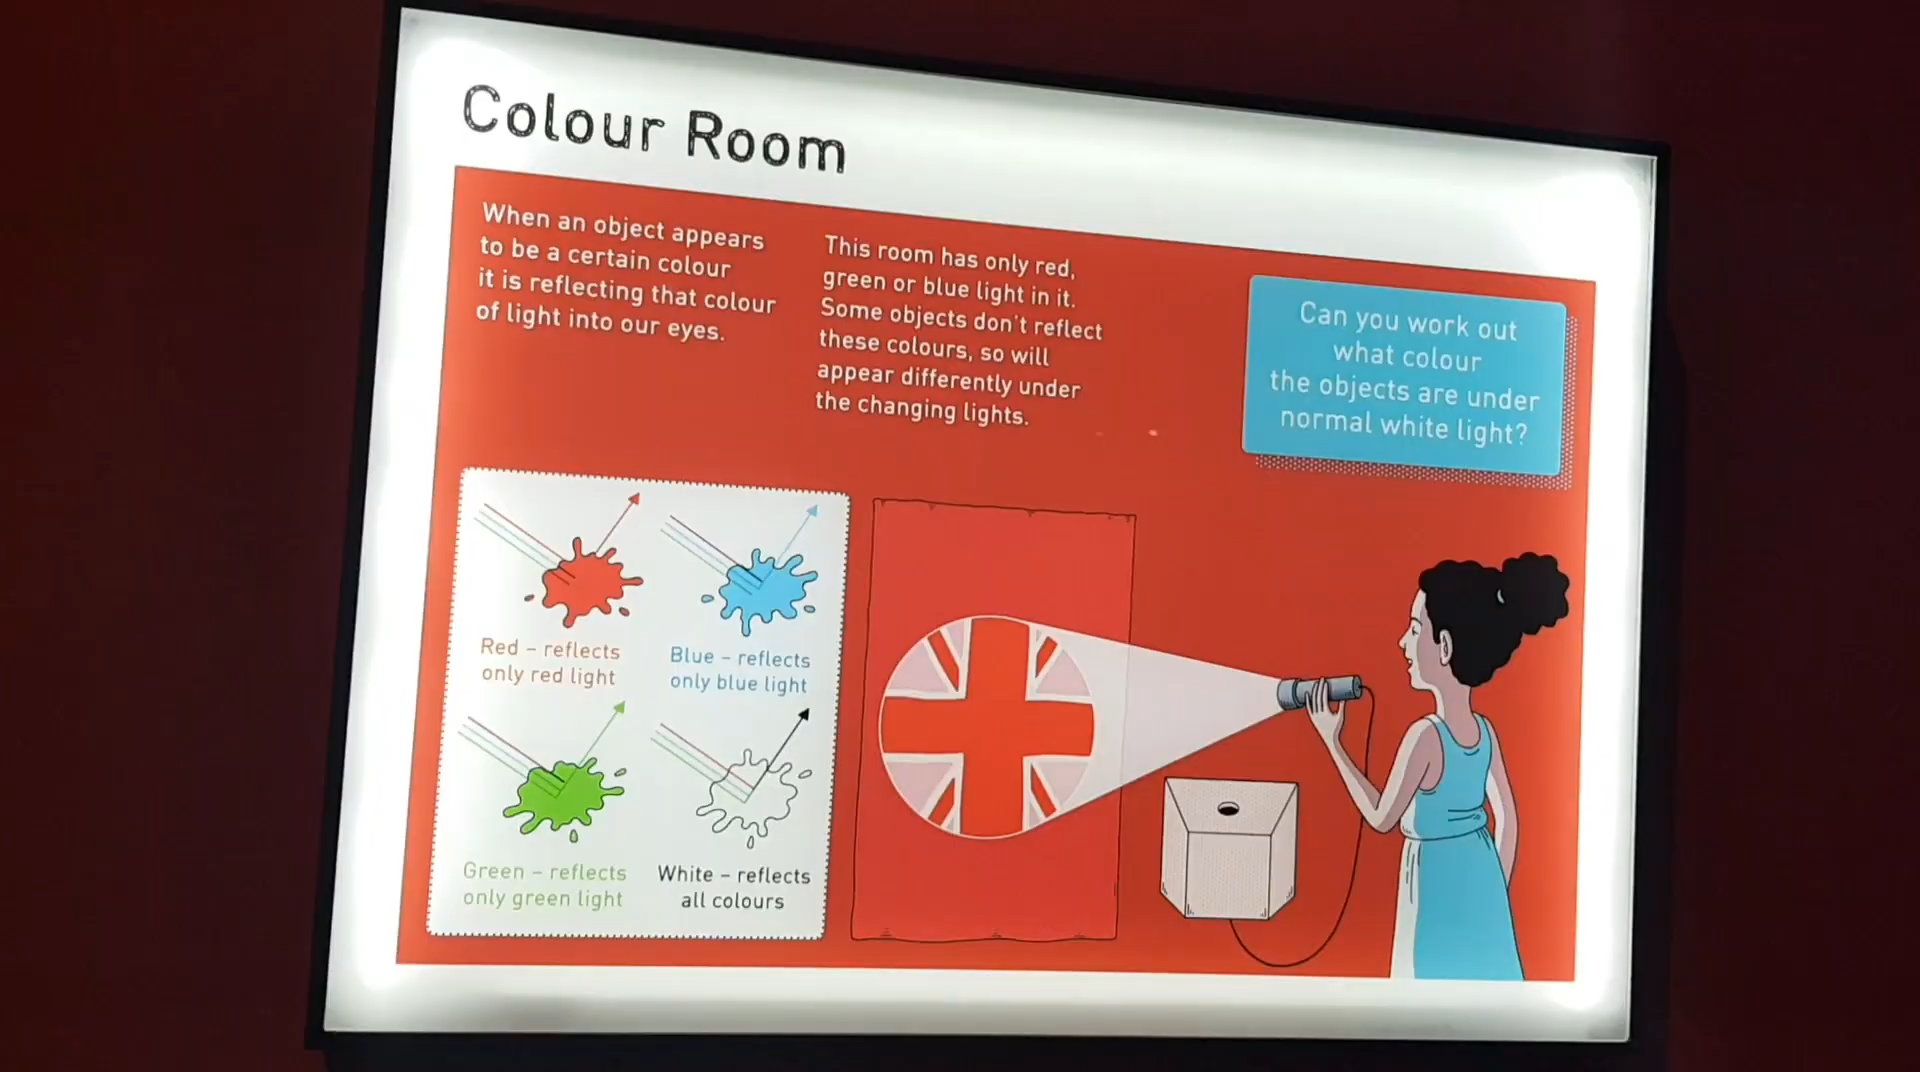 Colour Room
When an object appears
to be a certain colour
it is reflecting that colour
of light into our eyes.
This room has only red,
green or blue light in it.
Some objects don't reflect
these colours, so will
appear differently under
the changing lights.
Can you work out
what colour
the objects are under
normal white light?
Red – reflects
only red light
Blue – reflects
only blue light
Green – reflects
only green light
White – reflects
all colours